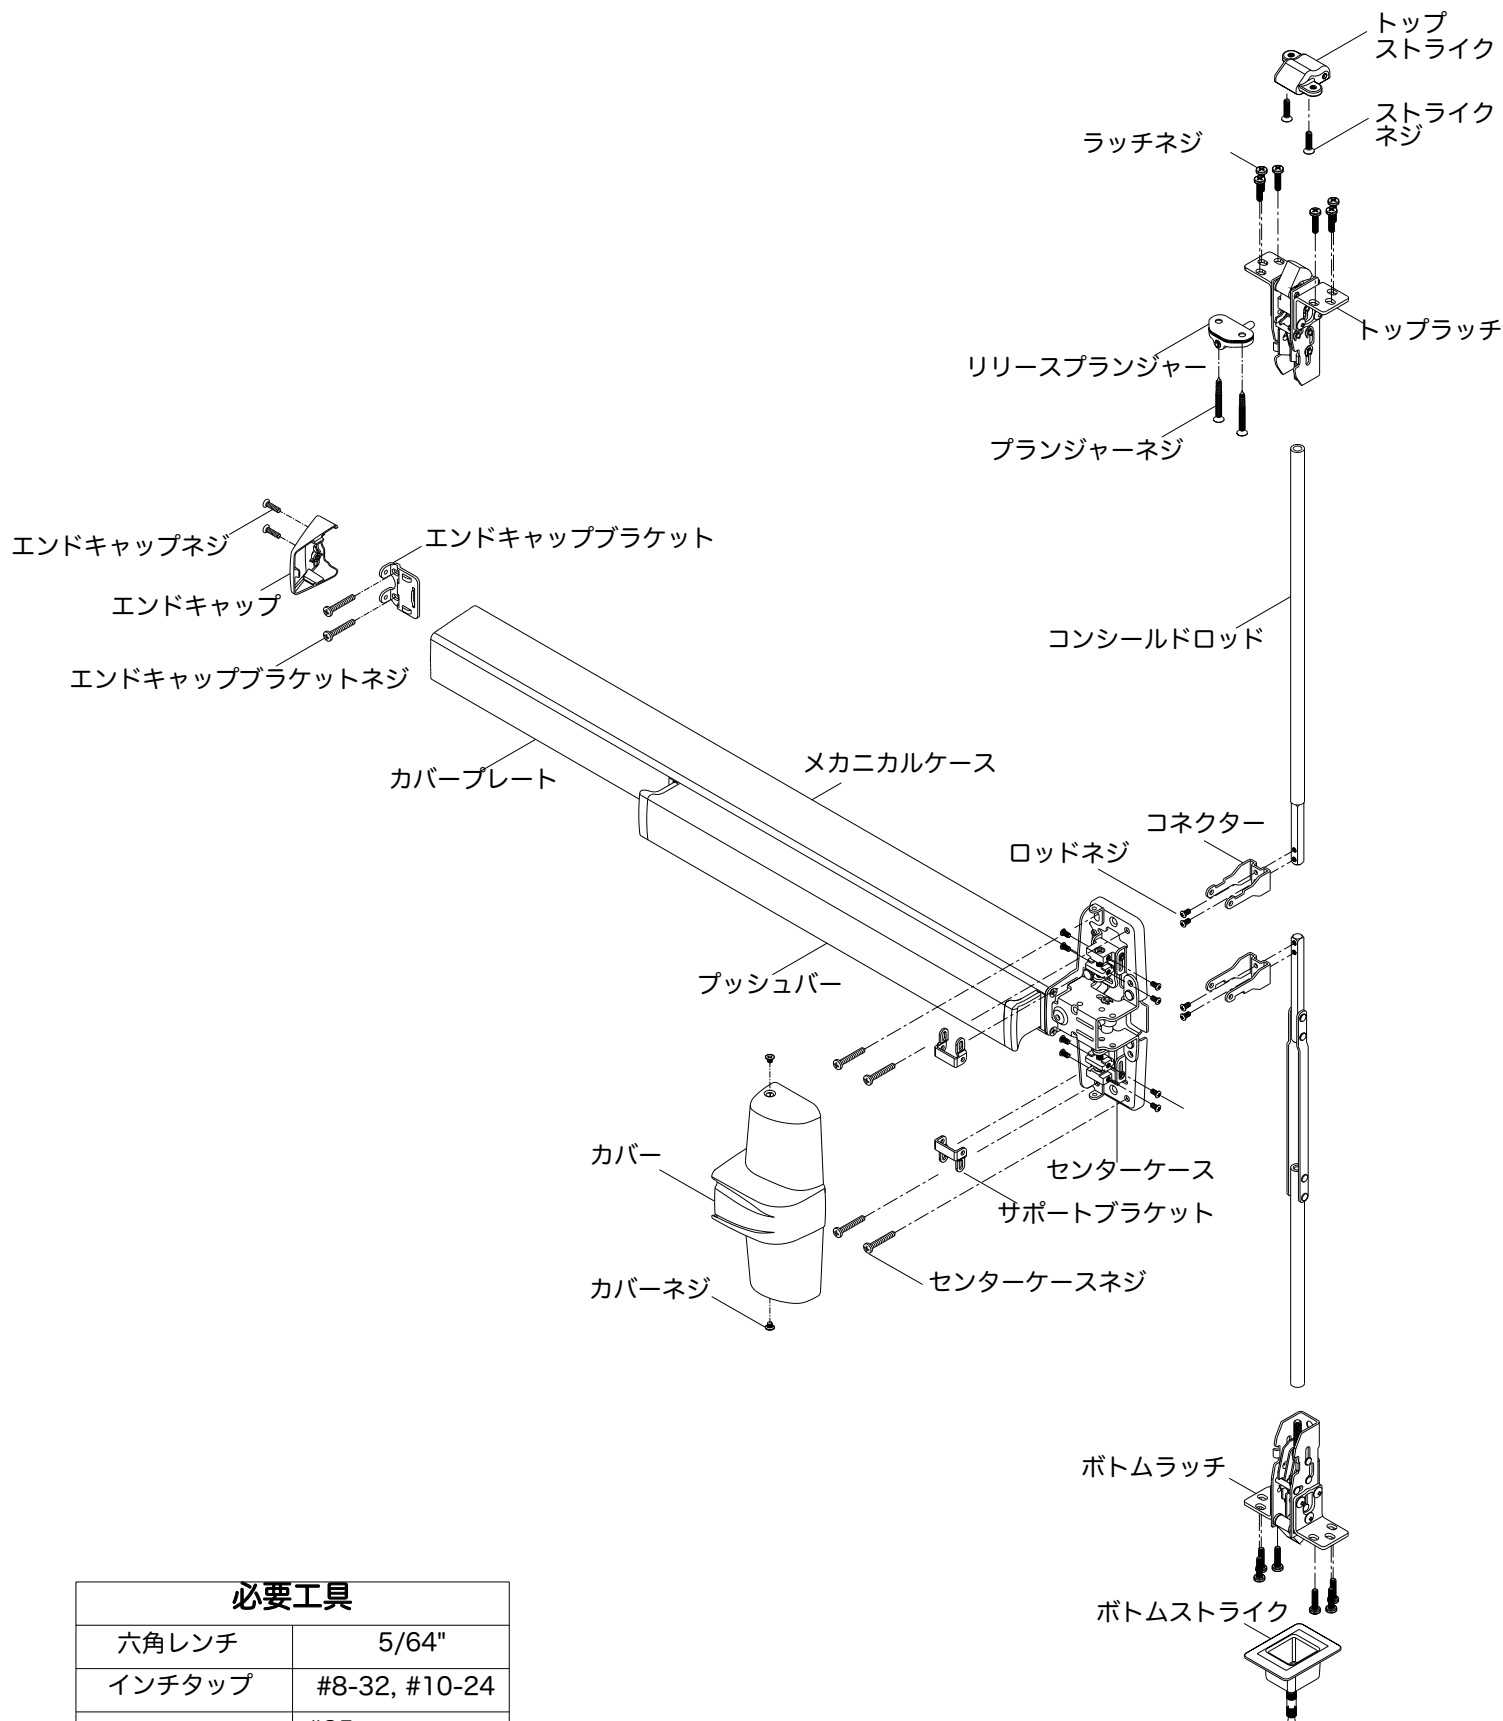 トップ
ストライク
ストライク
ネジ
ラッチネジ
トップラッチ
リリースプランジャー
プランジャーネジ
エンドキャップネジ
エンドキャップブラケット
エンドキャップ
コンシールドロッド
エンドキャップブラケットネジ
メカニカルケース
カバープレート
コネクター
ロッドネジ
プッシュバー
カバー
センターケース
サポートブラケット
センターケースネジ
カバーネジ
ボトムラッチ
ボトムストライク
必要工具
六角レンチ 5/64"
インチタップ #8-32, #10-24